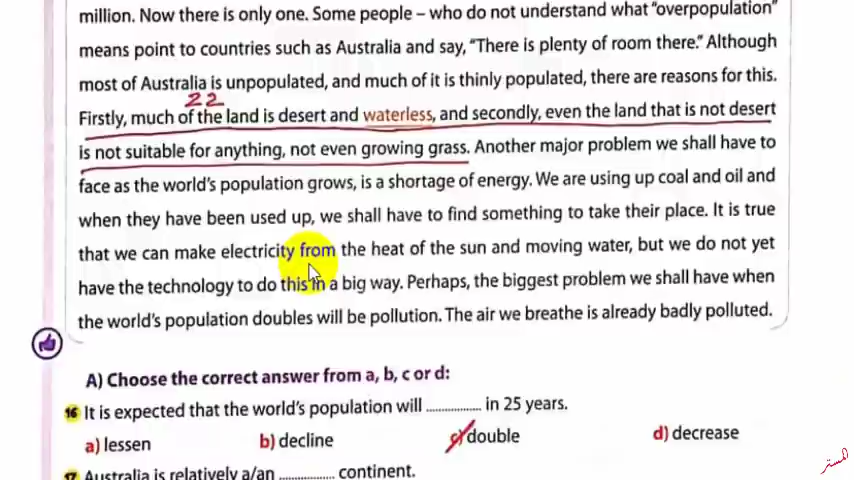 million. Now there is only one. Some people – who do not understand what "overpopulation"
means point to countries such as Australia and say, "There is plenty of room there." Although
most of Australia is unpopulated, and much of it is thinly populated, there are reasons for this.
22
Firstly, much of the land is desert and waterless, and secondly, even the land that is not desert
is not suitable for anything, not even growing grass. Another major problem we shall have to
face as the world's population grows, is a shortage of energy. We are using up coal and oil and
when they have been used up, we shall have to find something to take their place. It is true
that we can make electricity from the heat of the sun and moving water, but we do not yet
have the technology to do this in a big way. Perhaps, the biggest problem we shall have when
the world's population doubles will be pollution. The air we breathe is already badly polluted.
A) Choose the correct answer from a, b, c or d:
16 It is expected that the world's population will ................ in 25 years.
a) lessen b) decline c) double d) decrease
17 Australia is relatively a/an ................ continent.
المستر